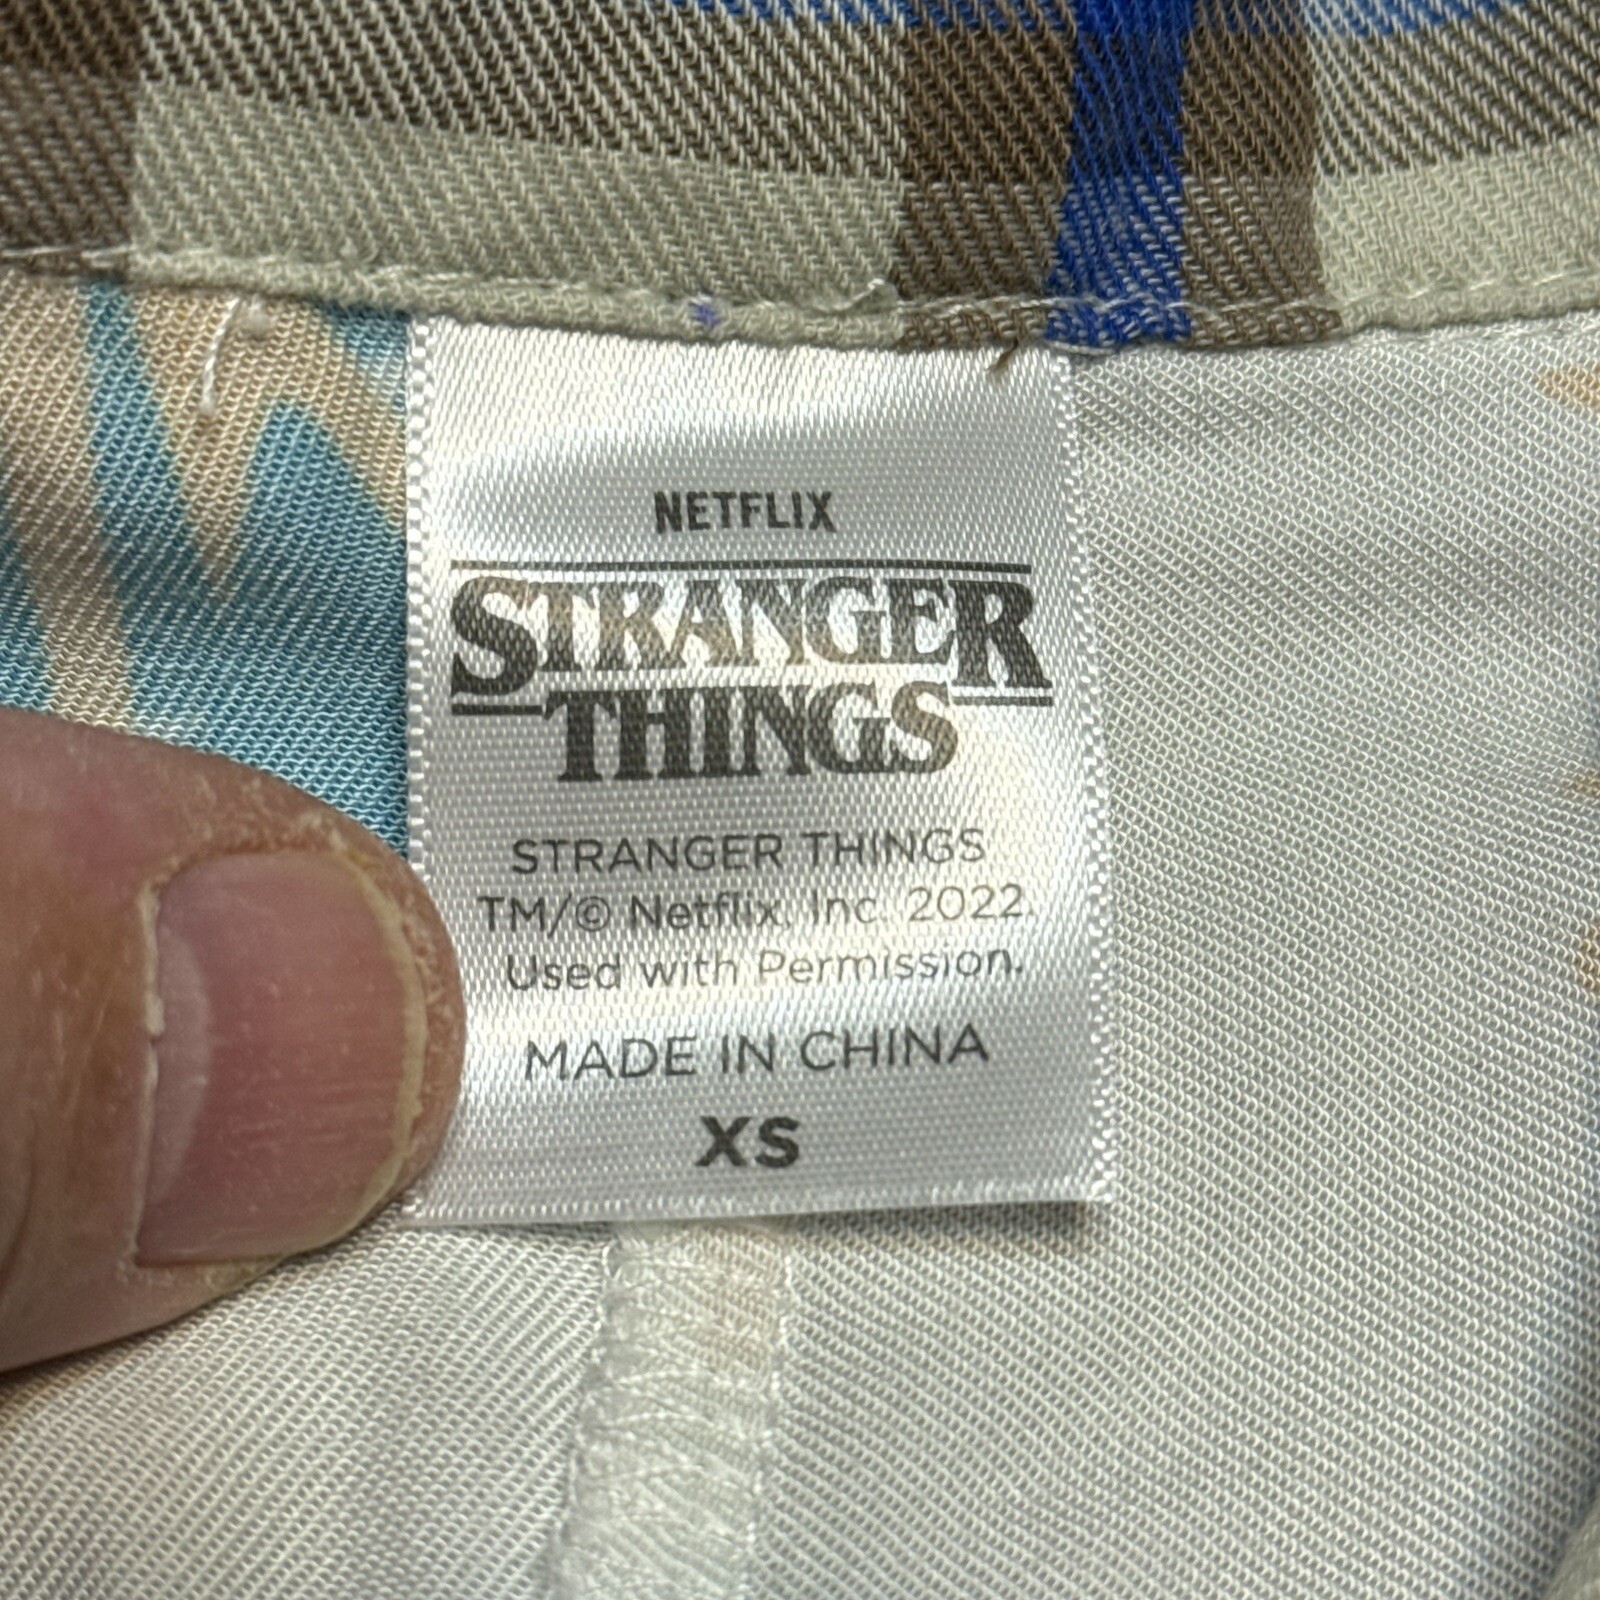 NETFLIX
STRANGER
THINGS
STRANGER THINGS
TM/© Netflix, Inc. 2022.
Used with Permission.
MADE IN CHINA
XS